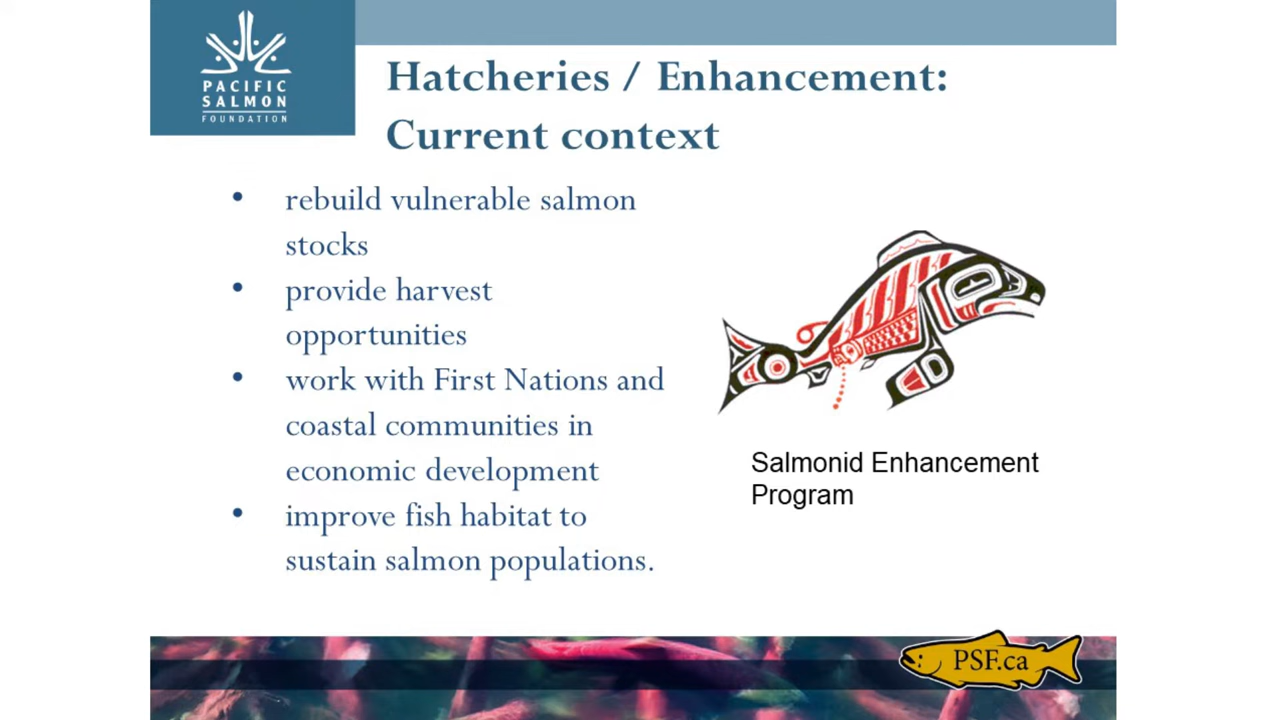 PACIFIC
SALMON
FOUNDATION
Hatcheries / Enhancement:
Current context
• rebuild vulnerable salmon
stocks
• provide harvest
opportunities
• work with First Nations and
coastal communities in
economic development
• improve fish habitat to
sustain salmon populations.
Salmonid Enhancement
Program
PSF.ca